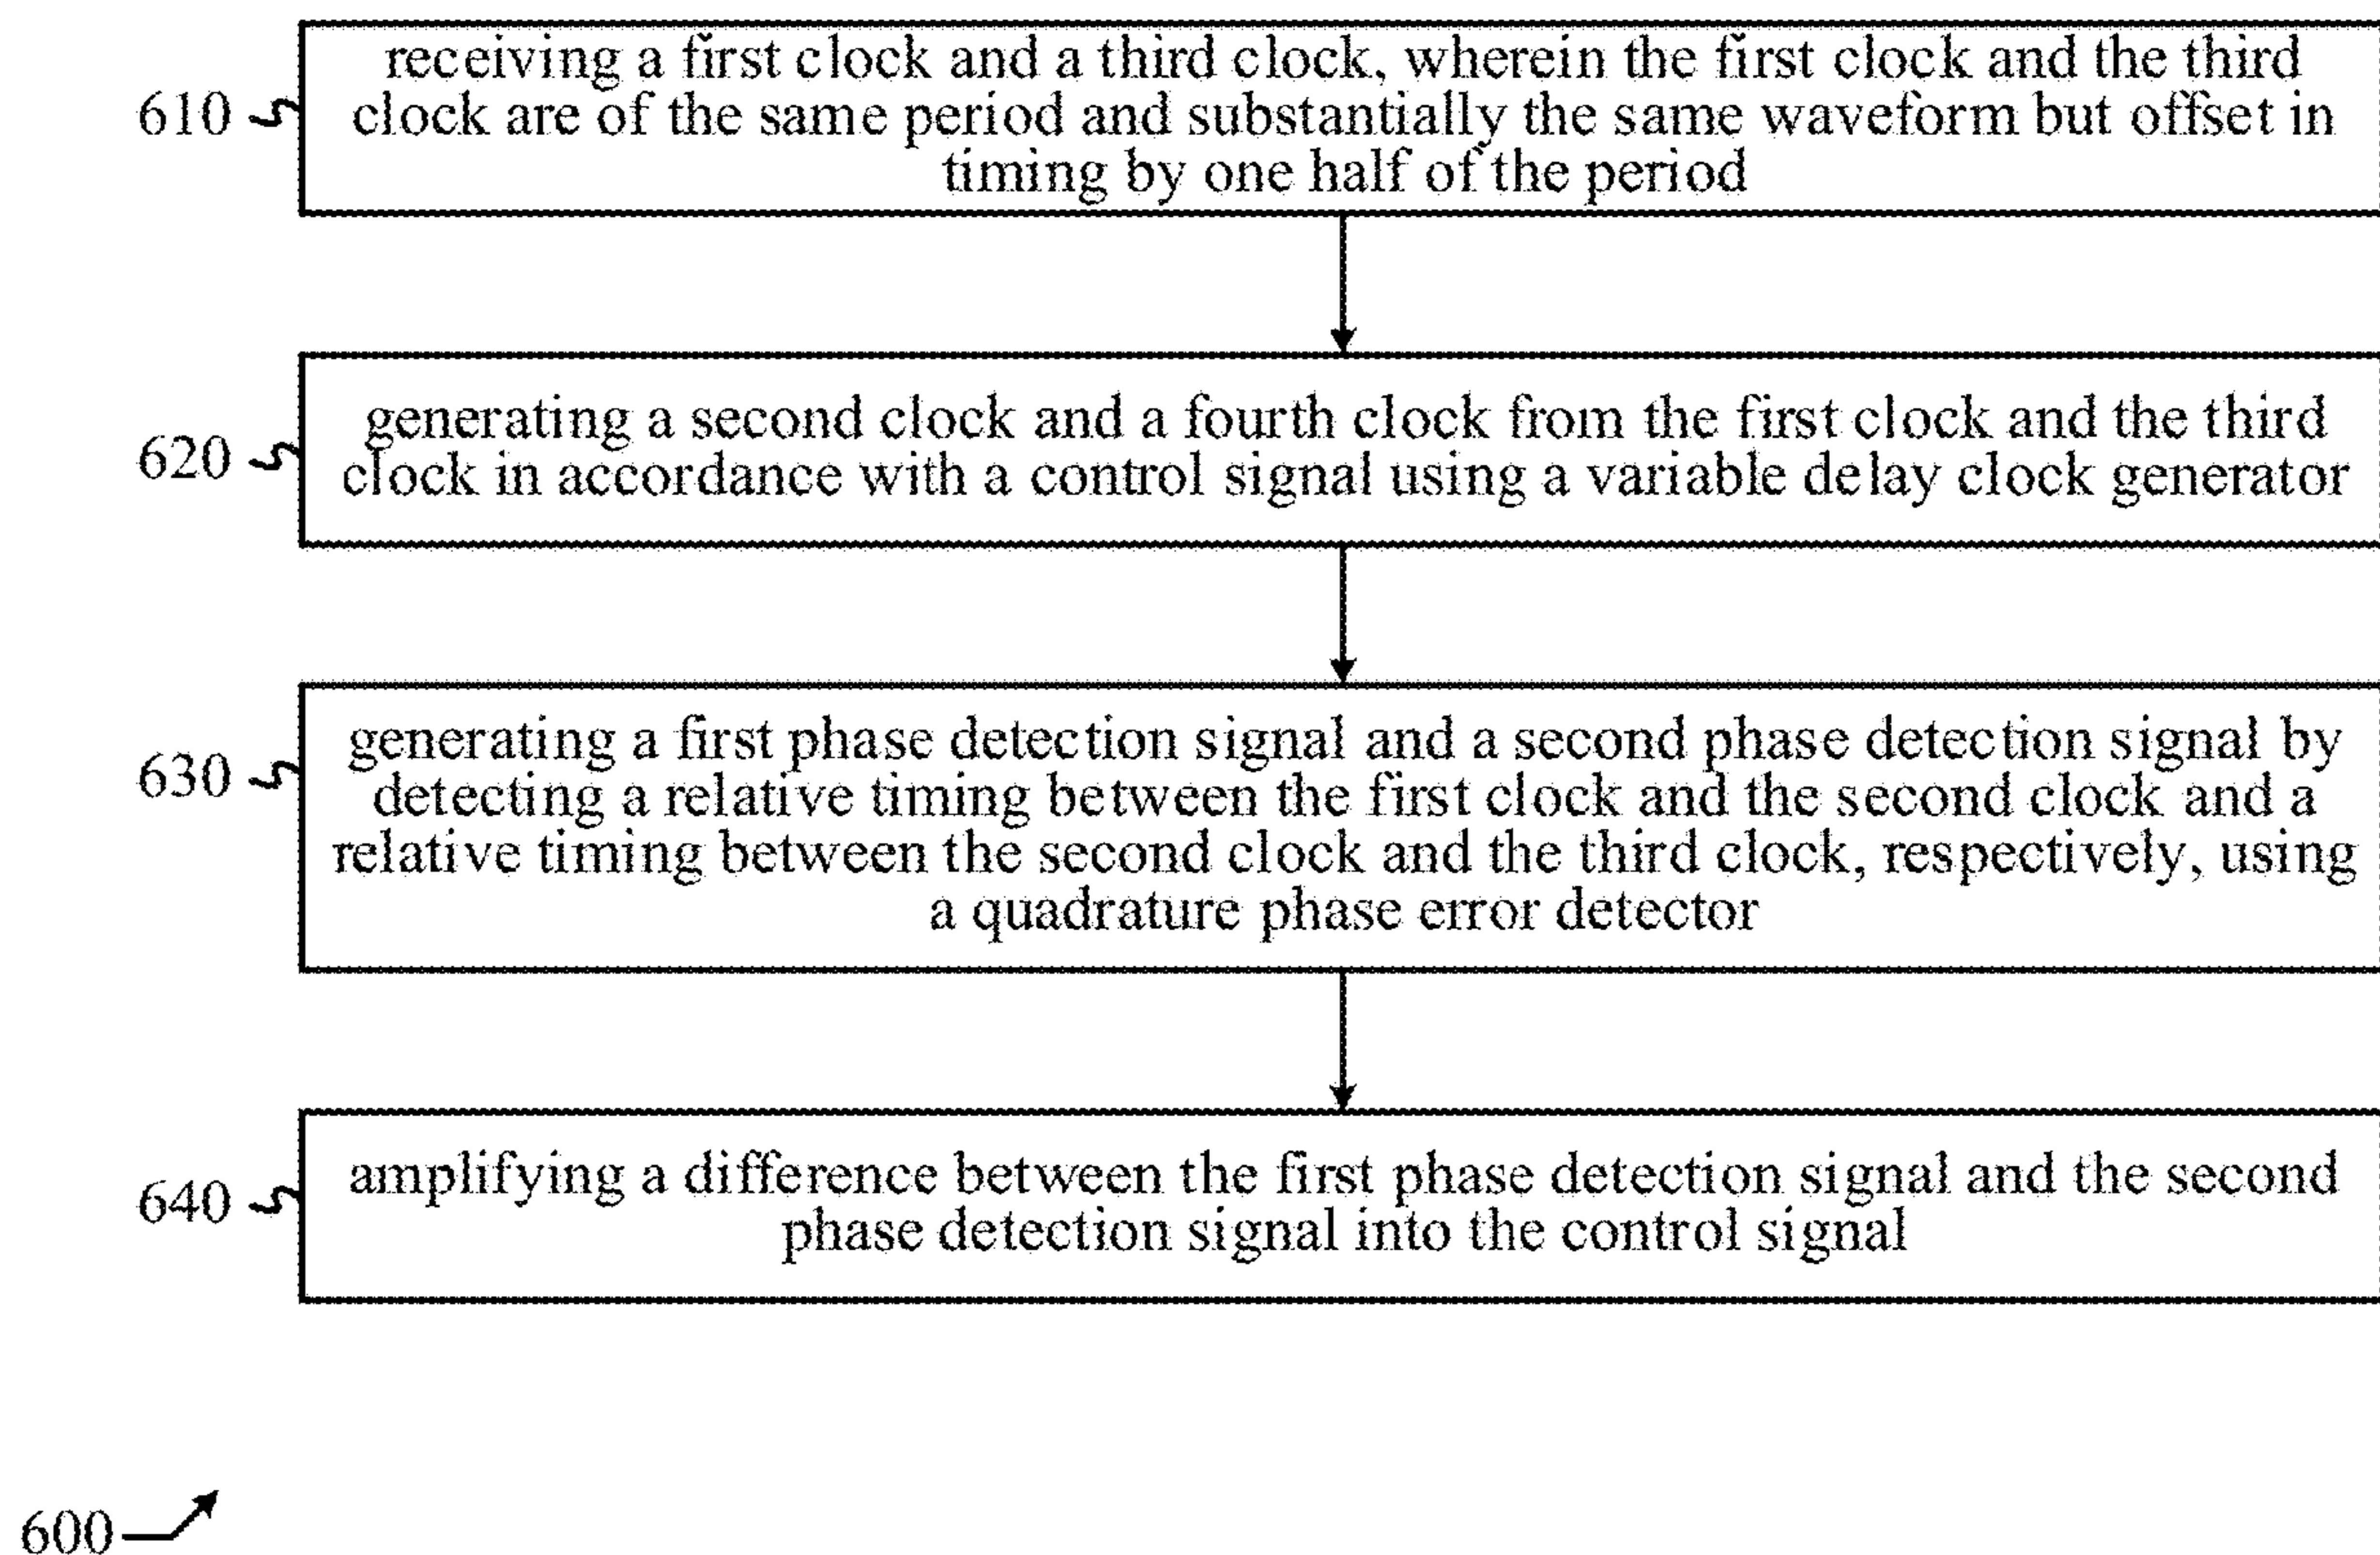 receiving a first clock and a third clock, wherein the first clock and the third
610 clock are of the same period and substantially the same waveform but offset in
timing by one half of the period
generating a second clock and a fourth clock from the first clock and the third
620 clock in accordance with a control signal using a variable delay clock generator
generating a first phase detection signal and a second phase detection signal by
630 detecting a relative timing between the first clock and the second clock and a
relative timing between the second clock and the third clock, respectively, using
a quadrature phase error detector
amplifying a difference between the first phase detection signal and the second
640 phase detection signal into the control signal
600